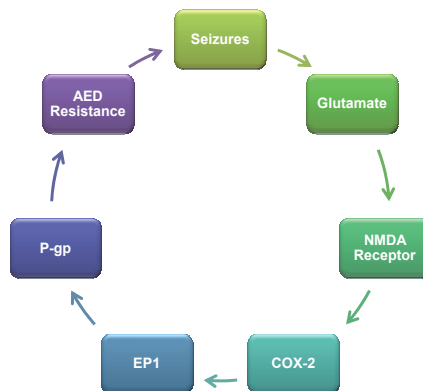 Seizures
Glutamate
NMDA
Receptor
COX-2
EP1
P-gp
AED
Resistance